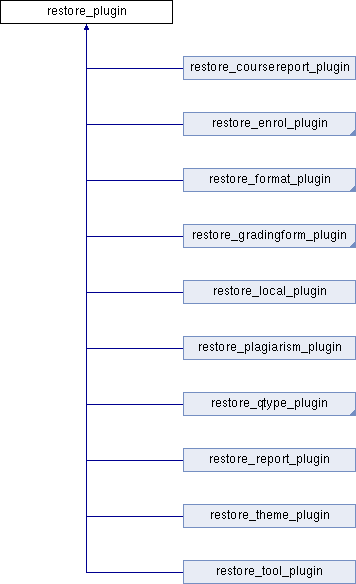 restore_plugin
restore_coursereport_plugin
restore_enrol_plugin
restore_format_plugin
restore_gradingform_plugin
restore_local_plugin
restore_plagiarism_plugin
restore_qtype_plugin
restore_report_plugin
restore_theme_plugin
restore_tool_plugin